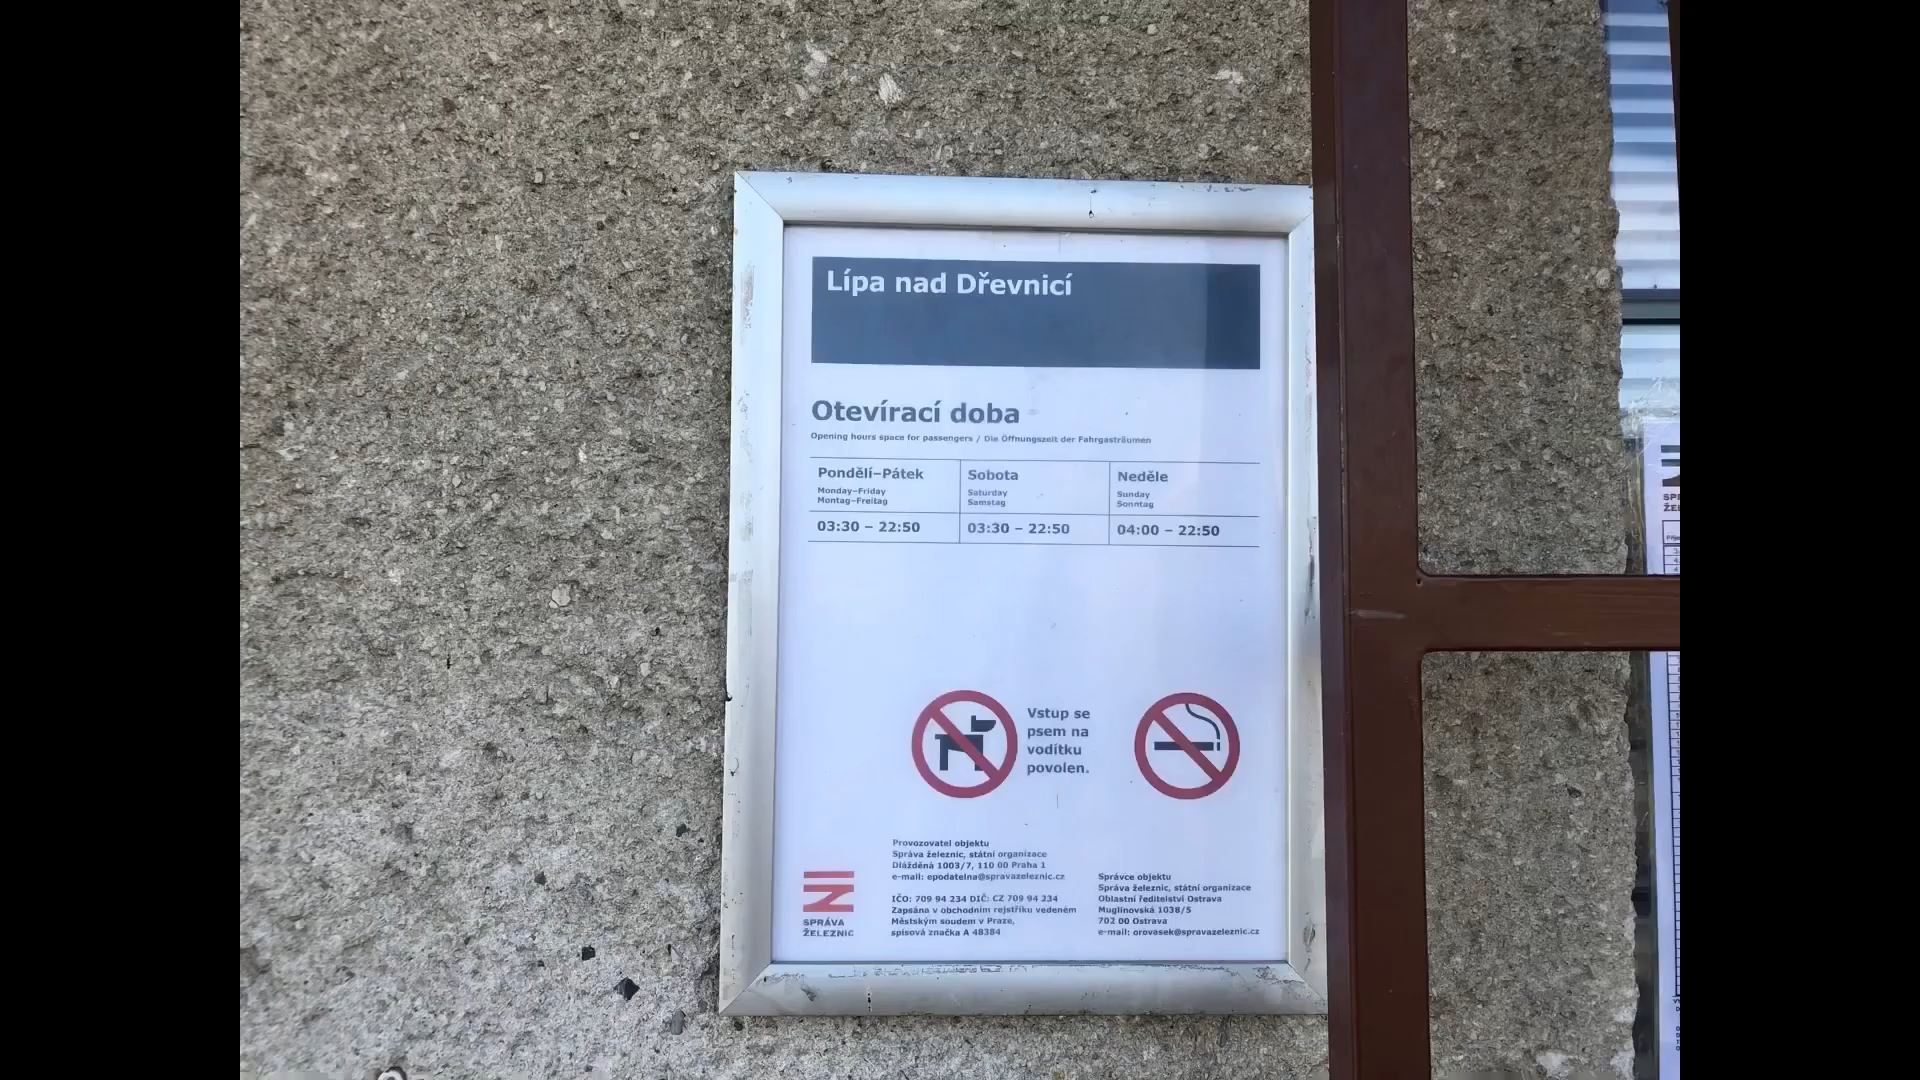 Lípa nad Dřevnicí
Otevírací doba
Opening hours space for passengers / Die Öffnungszeit der Fahrgasträumen
Pondělí–Pátek
Monday–Friday
Montag–Freitag
03:30 – 22:50
Sobota
Saturday
Samstag
03:30 – 22:50
Neděle
Sunday
Sonntag
04:00 – 22:50
Vstup se
psem na
vodítku
povolen.
Provozovatel objektu
Správa železnic, státní organizace
Dlážděná 1003/7, 110 00 Praha 1
e-mail: epodatelna@spravazeleznic.cz
IČO: 709 94 234 DIČ: CZ 709 94 234
Zapsána v obchodním rejstříku vedeném
Městským soudem v Praze,
spisová značka A 48384
Správce objektu
Správa železnic, státní organizace
Oblastní ředitelství Ostrava
Muglinovská 1038/5
702 00 Ostrava
e-mail: orovasek@spravazeleznic.cz
SPRÁVA
ŽELEZNIC